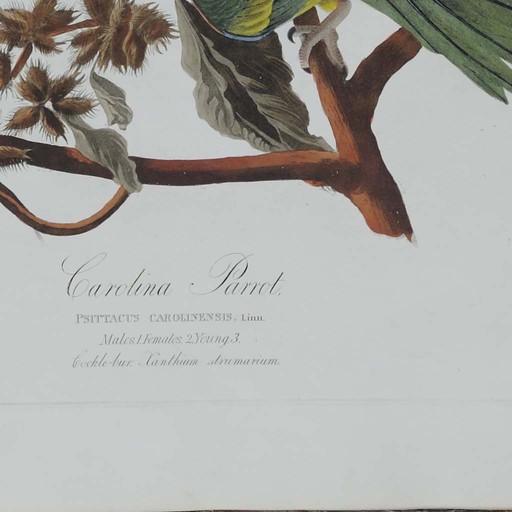 Carolina Parrot.
PSITTACUS CAROLINENSIS, Linn.
Males. 1 Females. 2 Young 3.
Cockle-bur. Xanthium strumarium.